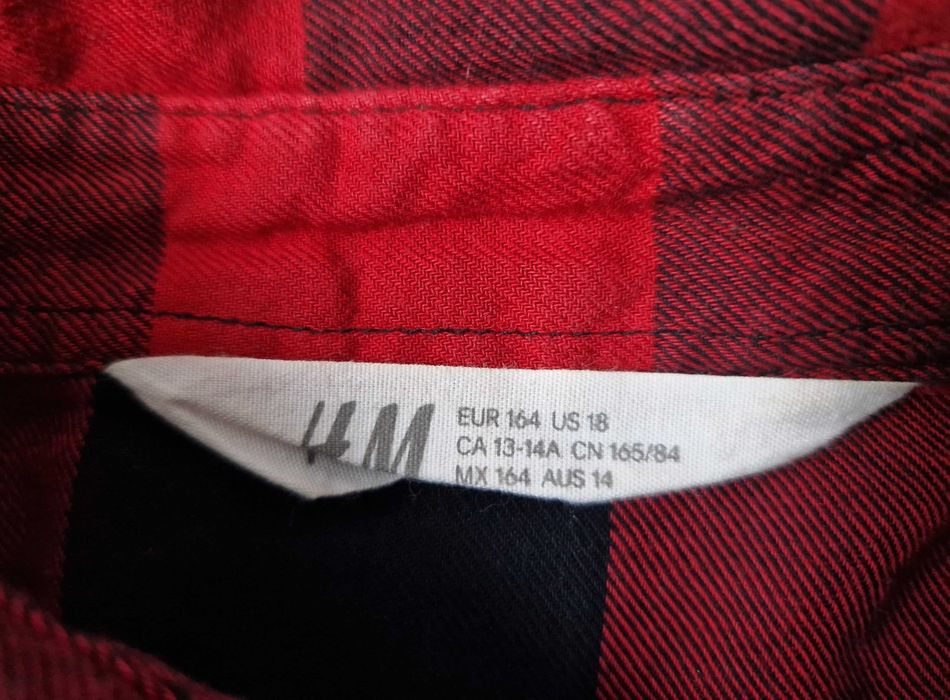 H&M
EUR 164 US 18
CA 13-14A CN 165/84
MX 164 AUS 14